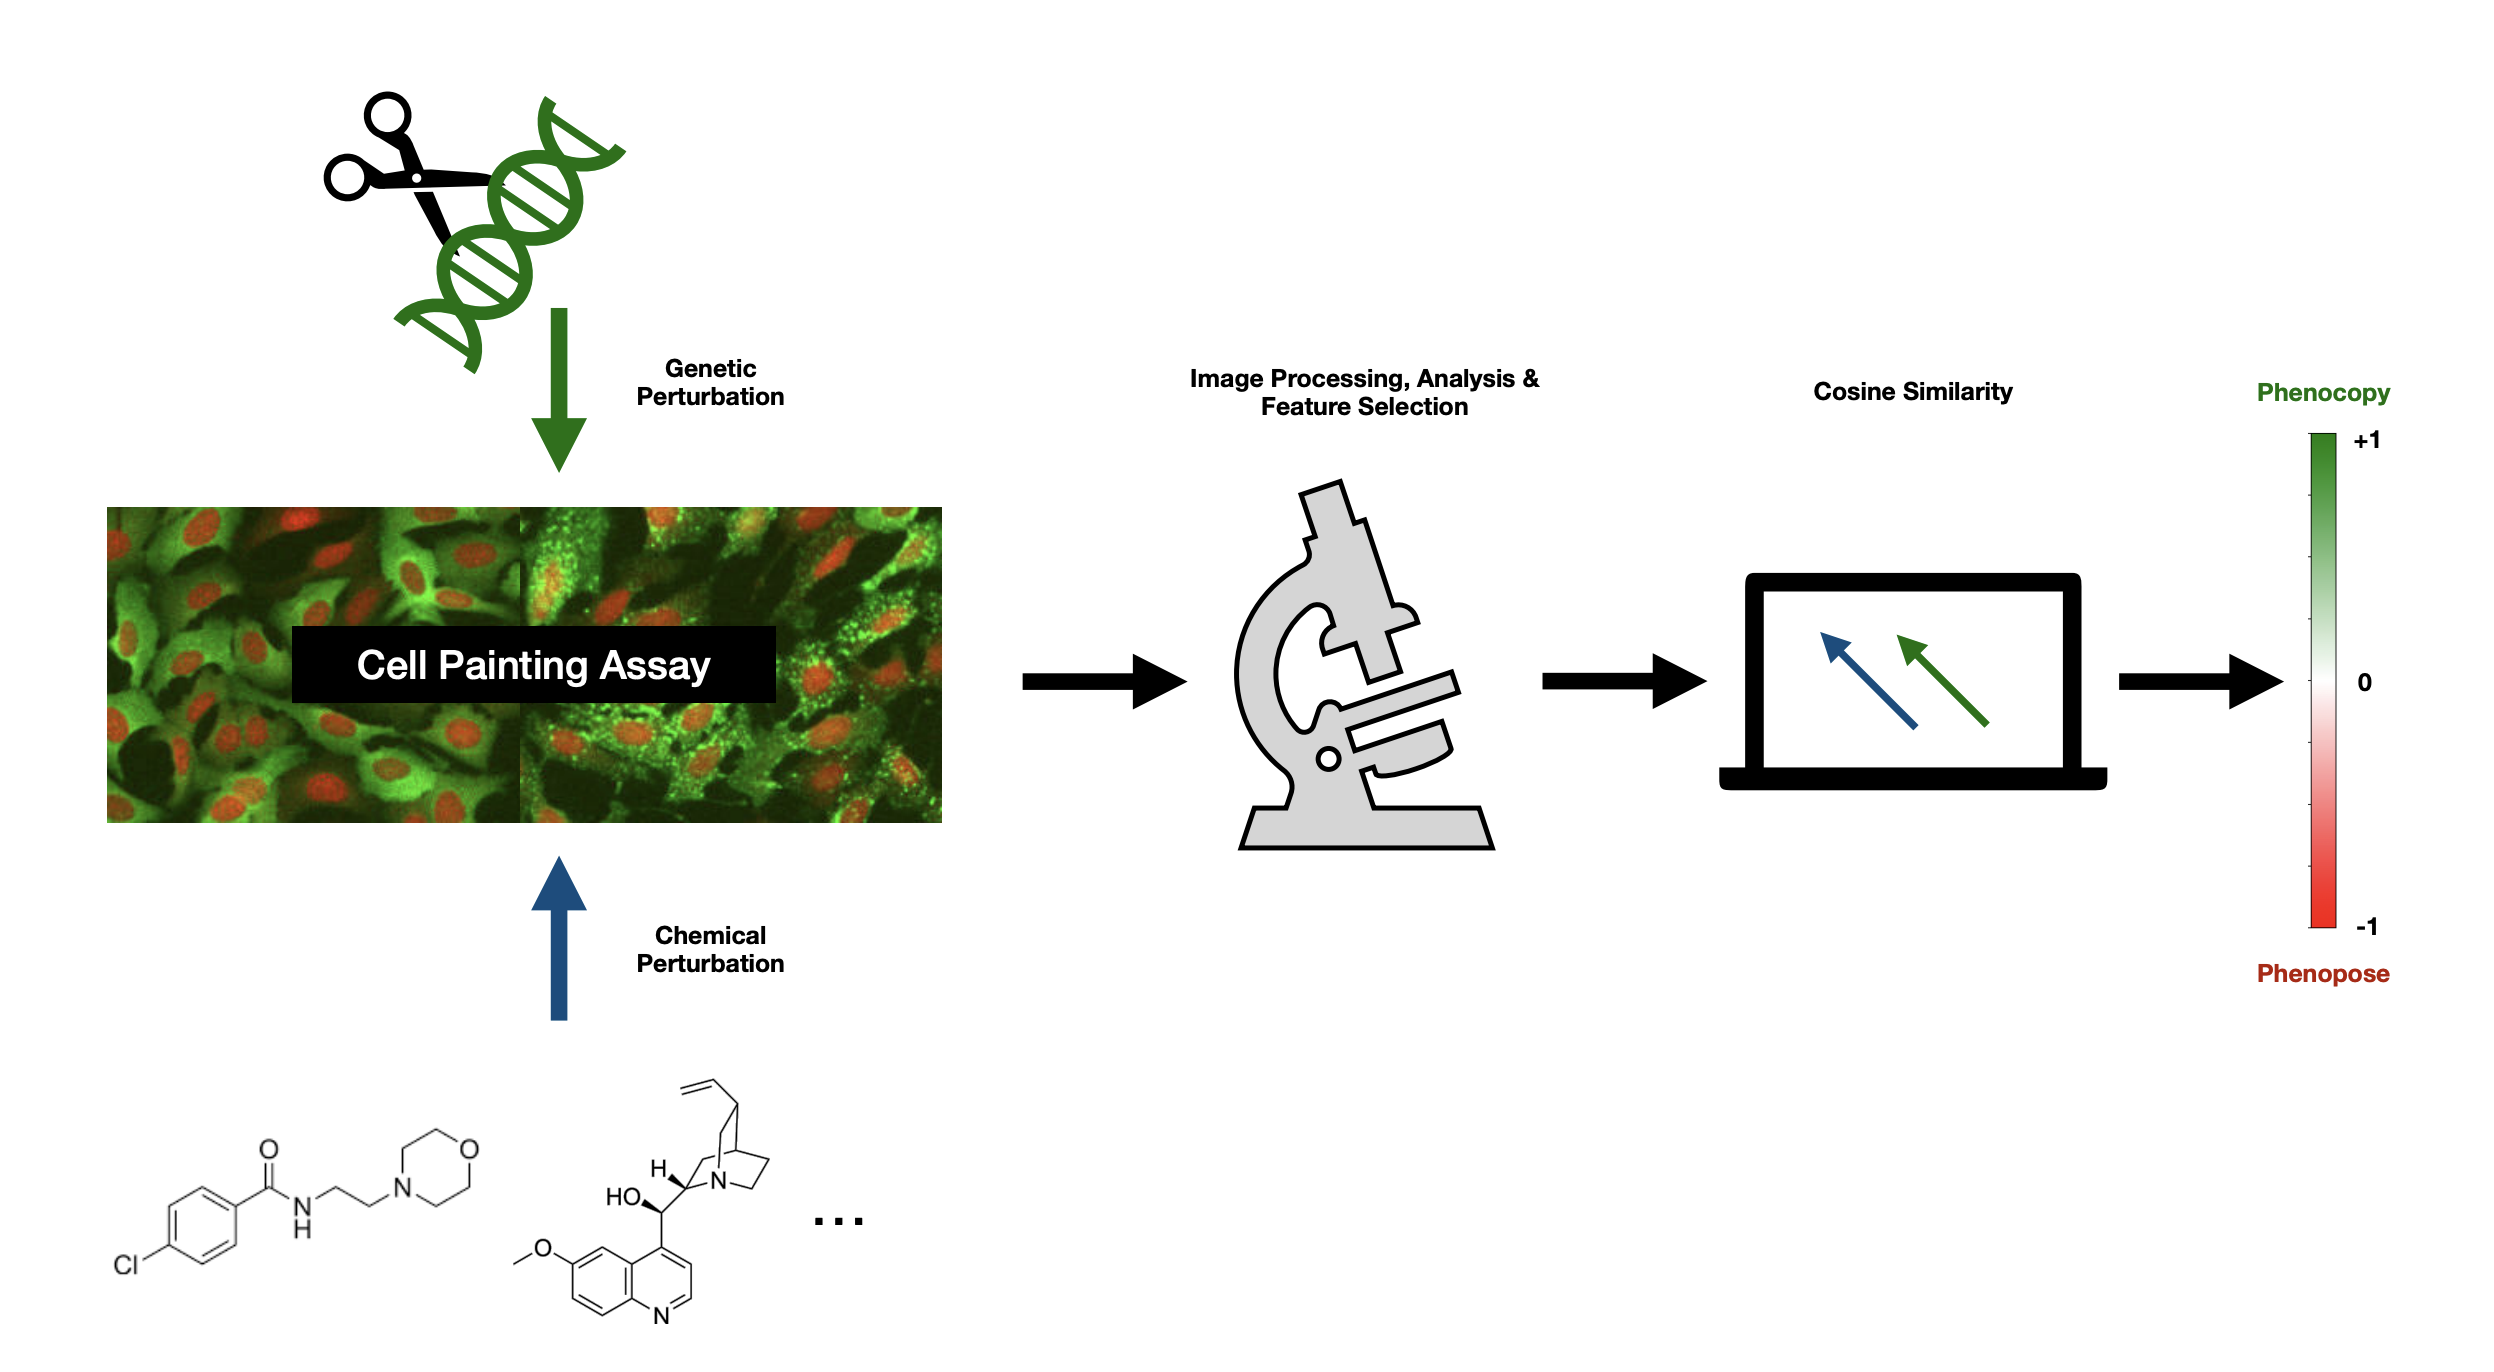 Genetic
Perturbation
Image Processing, Analysis &
Feature Selection
Cosine Similarity
Phenocopy
+1
0
-1
Phenopose
Cell Painting Assay
Chemical
Perturbation
O
N
H
N
O
Cl
H
N
HO
O
N
...